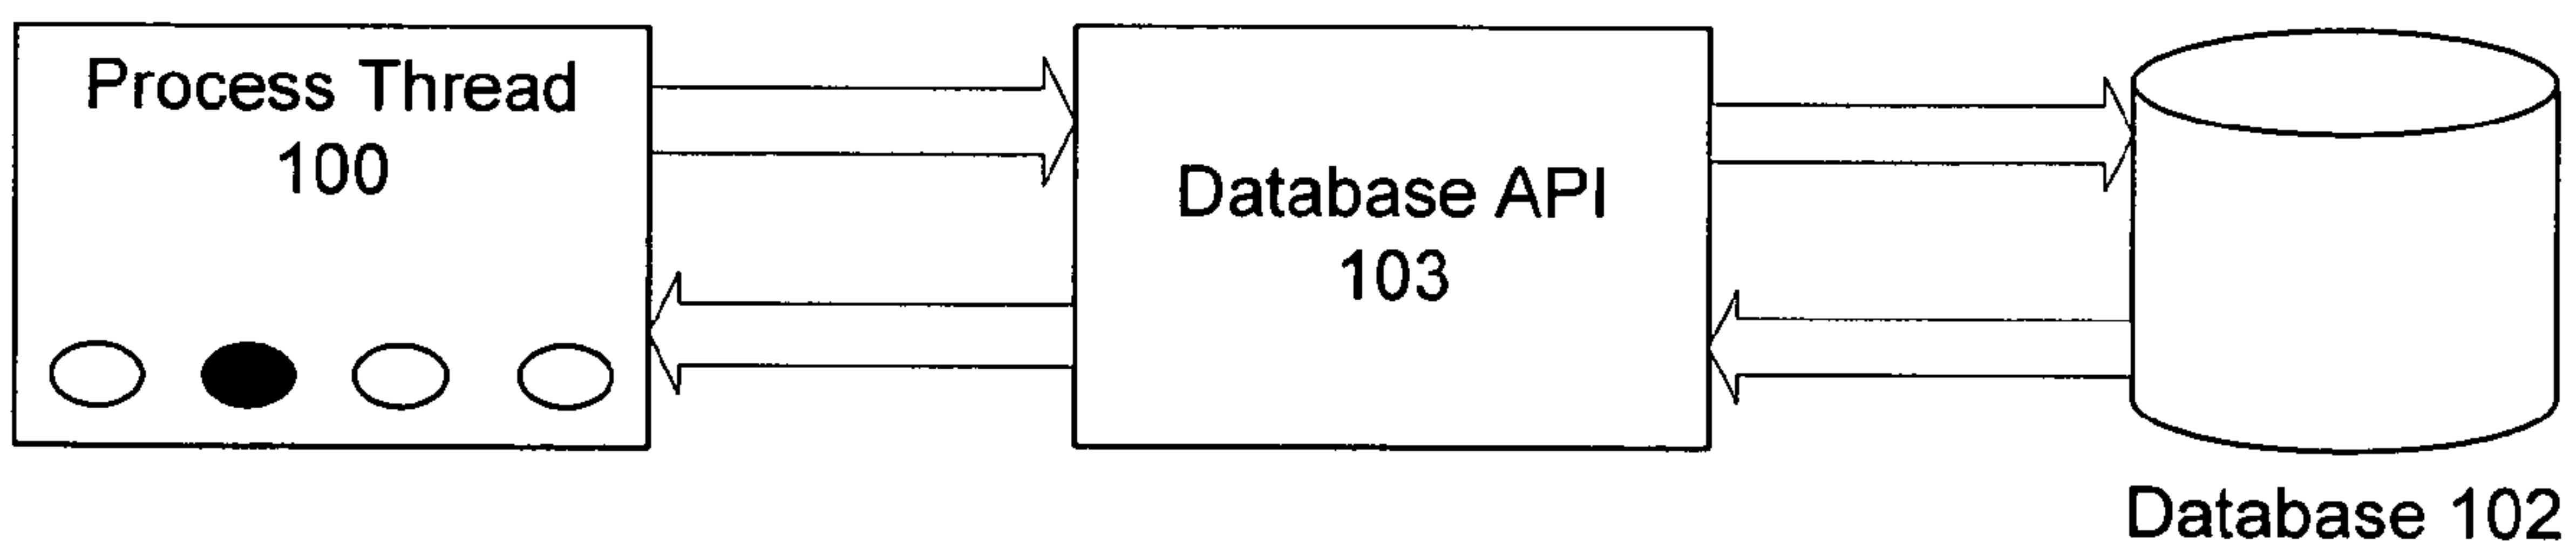 Process Thread
100
Database API
103
Database 102